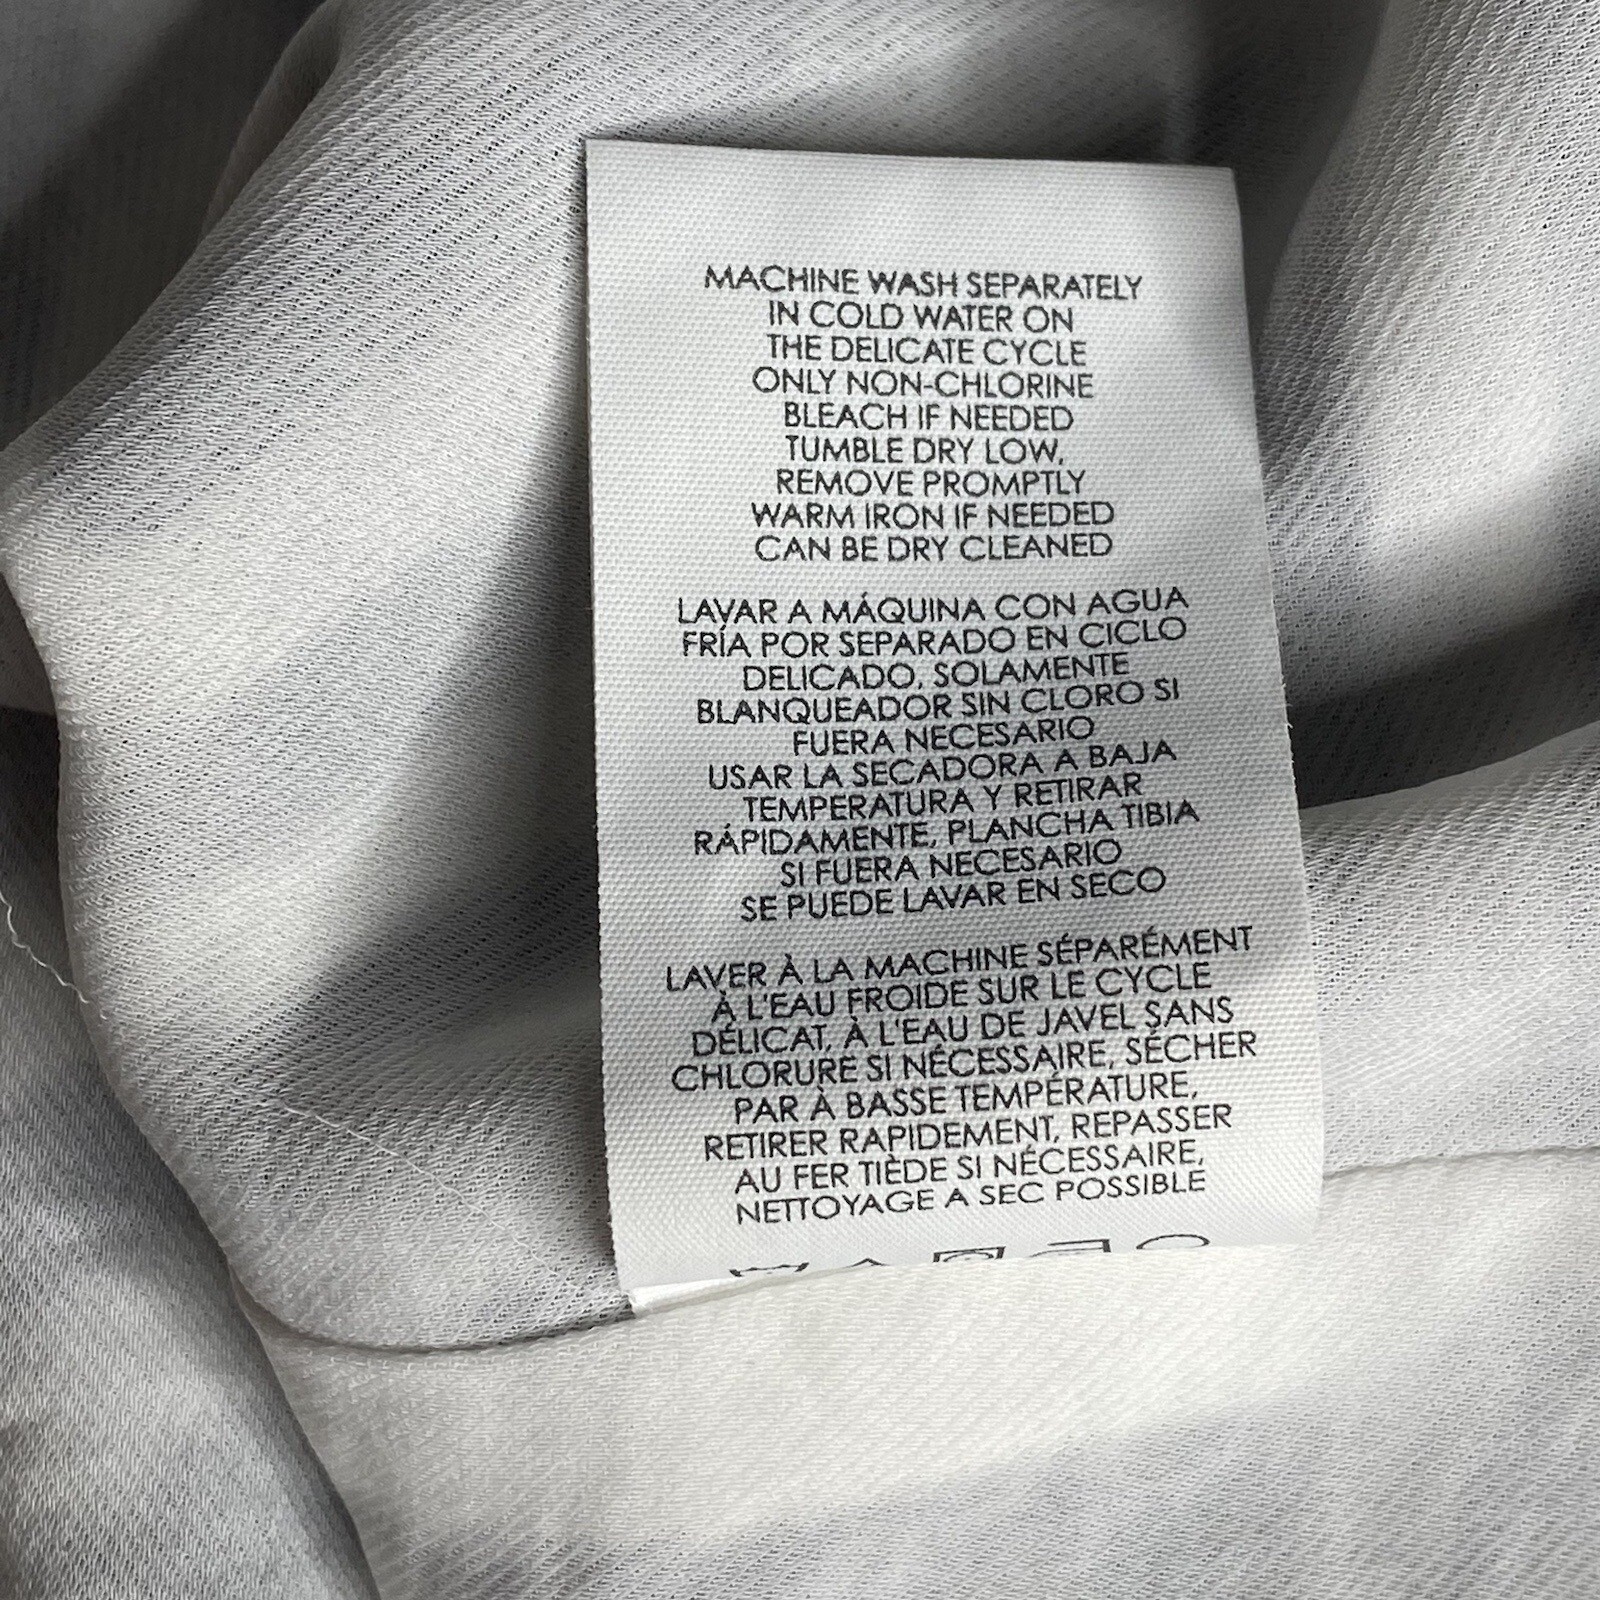 MACHINE WASH SEPARATELY
IN COLD WATER ON
THE DELICATE CYCLE
ONLY NON-CHLORINE
BLEACH IF NEEDED
TUMBLE DRY LOW,
REMOVE PROMPTLY
WARM IRON IF NEEDED
CAN BE DRY CLEANED
LAVAR A MÁQUINA CON AGUA
FRÍA POR SEPARADO EN CICLO
DELICADO, SOLAMENTE
BLANQUEADOR SIN CLORO SI
FUERA NECESARIO
USAR LA SECADORA A BAJA
TEMPERATURA Y RETIRAR
RÁPIDAMENTE, PLANCHA TIBIA
SI FUERA NECESARIO
SE PUEDE LAVAR EN SECO
LAVER À LA MACHINE SÉPARÉMENT
À L'EAU FROIDE SUR LE CYCLE
DÉLICAT, À L'EAU DE JAVEL SANS
CHLORURE SI NÉCESSAIRE, SÉCHER
PAR À BASSE TEMPÉRATURE,
RETIRER RAPIDEMENT, REPASSER
AU FER TIÈDE SI NÉCESSAIRE,
NETTOYAGE A SEC POSSIBLE